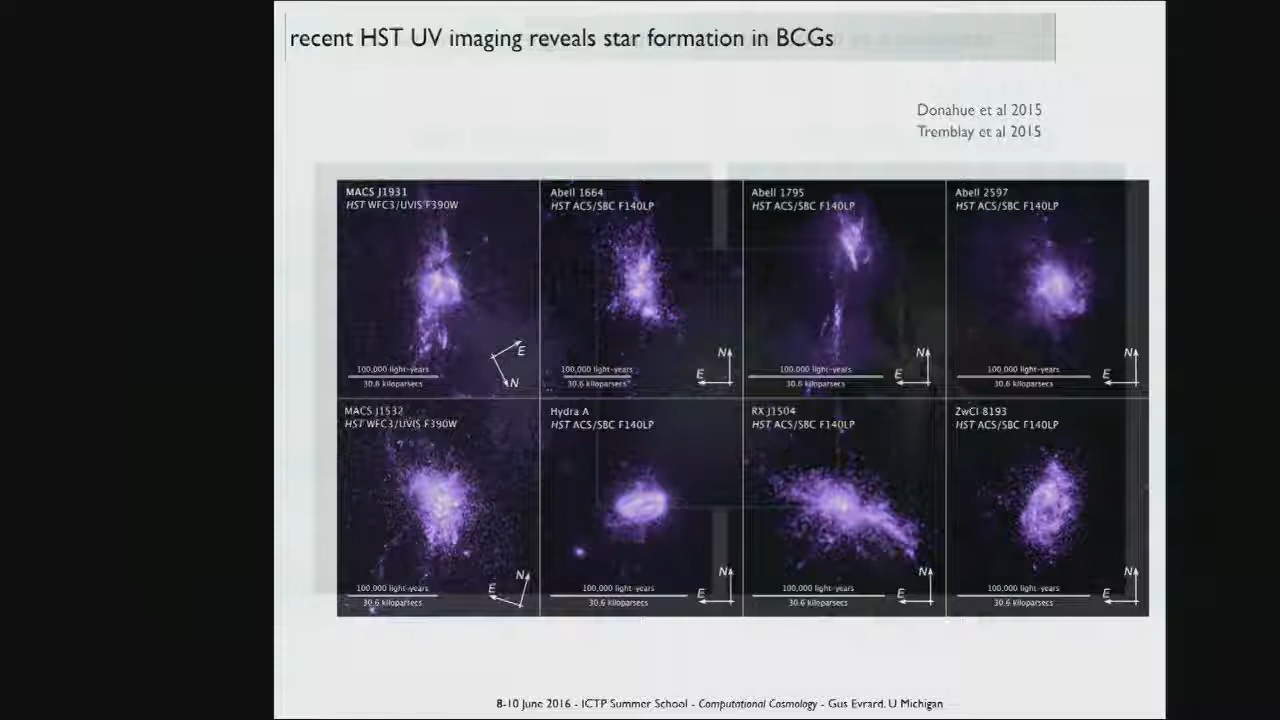 recent HST UV imaging reveals star formation in BCGs
Donahue et al 2015
Tremblay et al 2015
MACS J1931
HST WFC3/UVIS F390W
E
N
100,000 light-years
30.6 kiloparsecs
Abell 1664
HST ACS/SBC F140LP
N
E
100,000 light-years
30.6 kiloparsecs
Abell 1795
HST ACS/SBC F140LP
N
E
100,000 light-years
30.6 kiloparsecs
Abell 2597
HST ACS/SBC F140LP
N
E
100,000 light-years
30.6 kiloparsecs
MACS J1532
HST WFC3/UVIS F390W
N
E
100,000 light-years
30.6 kiloparsecs
Hydra A
HST ACS/SBC F140LP
N
E
100,000 light-years
30.6 kiloparsecs
RX J1504
HST ACS/SBC F140LP
N
E
100,000 light-years
30.6 kiloparsecs
ZwCl 8193
HST ACS/SBC F140LP
N
E
100,000 light-years
30.6 kiloparsecs
8-10 June 2016 - ICTP Summer School - Computational Cosmology - Gus Evrard, U Michigan